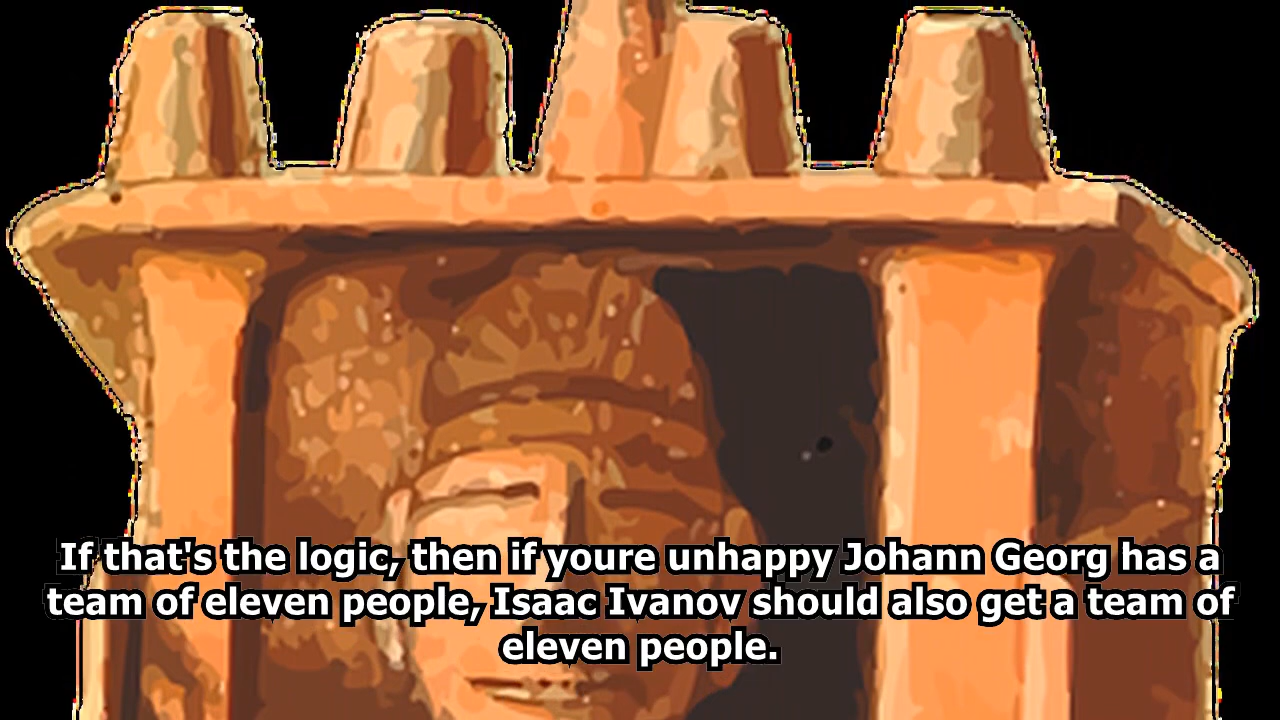 If that's the logic, then if youre unhappy Johann Georg has a
team of eleven people, Isaac Ivanov should also get a team of
eleven people.